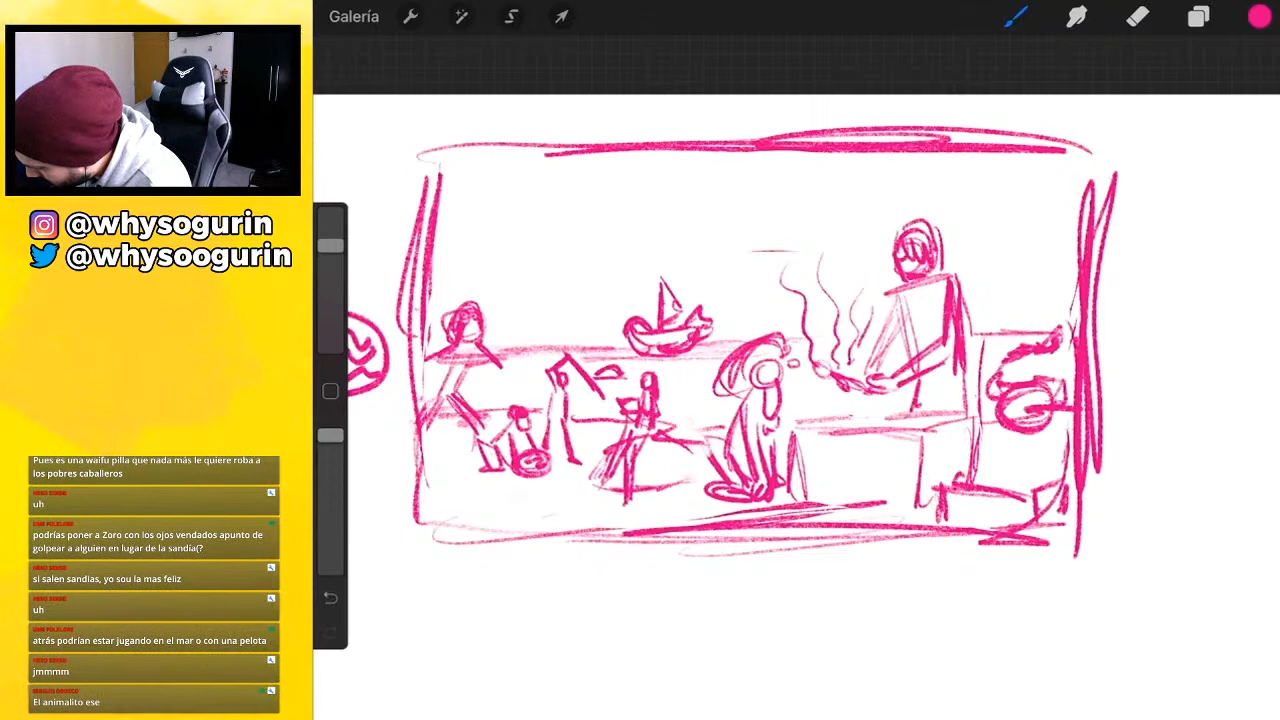 Galería
@whysogurin
@whysoogurin
Pues es una waifu pilla que nada más le quiere roba a
los pobres caballeros
uh
podrías poner a Zoro con los ojos vendados apunto de
golpear a alguien en lugar de la sandía(?
si salen sandias, yo sou la mas feliz
uh
atrás podrían estar jugando en el mar o con una pelota
jmmmm
El animalito ese